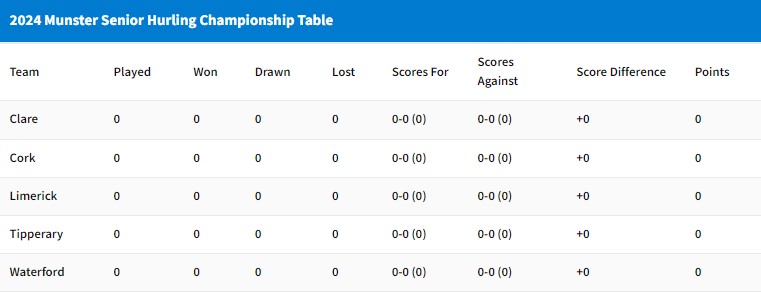 2024 Munster Senior Hurling Championship Table
Team Played Won Drawn Lost Scores For Scores Against Score Difference Points
Clare 0 0 0 0 0-0 (0) 0-0 (0) +0 0
Cork 0 0 0 0 0-0 (0) 0-0 (0) +0 0
Limerick 0 0 0 0 0-0 (0) 0-0 (0) +0 0
Tipperary 0 0 0 0 0-0 (0) 0-0 (0) +0 0
Waterford 0 0 0 0 0-0 (0) 0-0 (0) +0 0